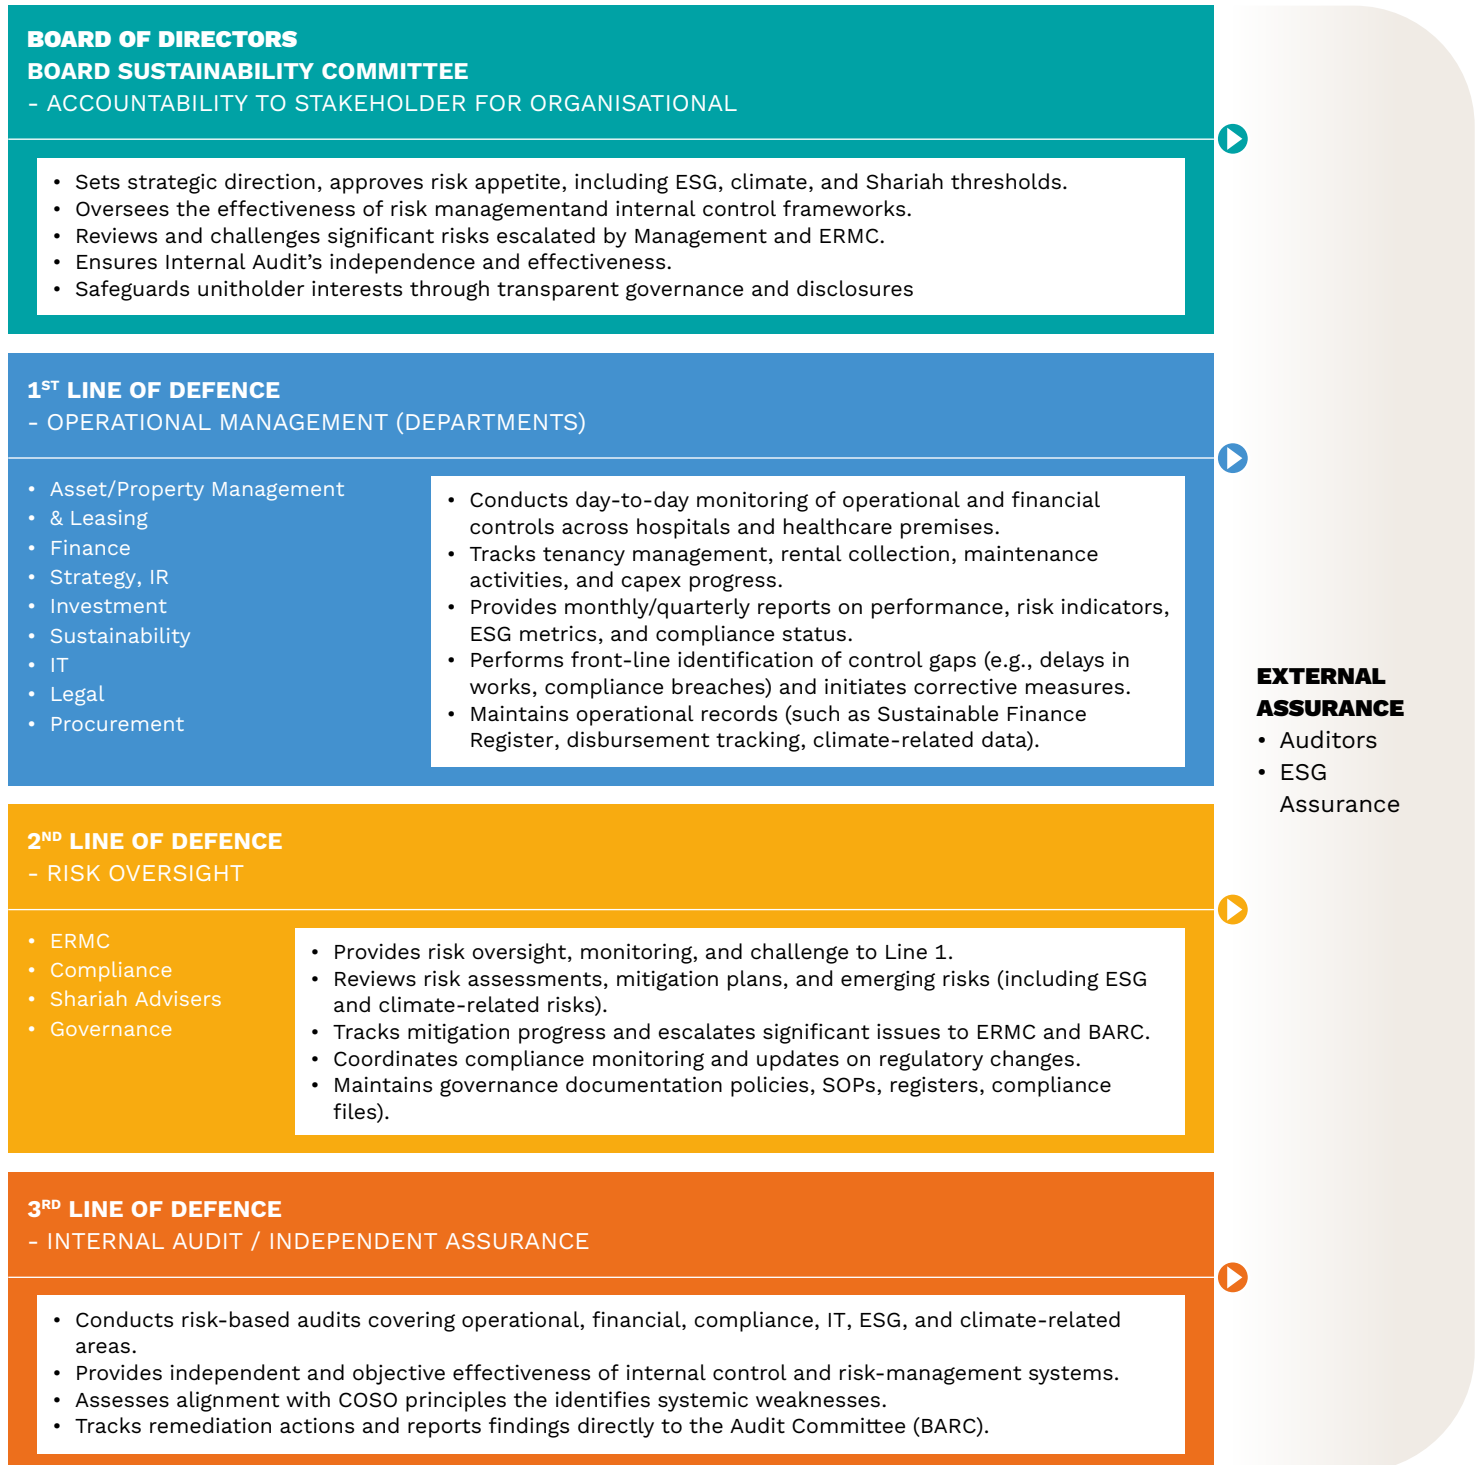 BOARD OF DIRECTORS
BOARD SUSTAINABILITY COMMITTEE
- ACCOUNTABILITY TO STAKEHOLDER FOR ORGANISATIONAL
• Sets strategic direction, approves risk appetite, including ESG, climate, and Shariah thresholds.
• Oversees the effectiveness of risk managementand internal control frameworks.
• Reviews and challenges significant risks escalated by Management and ERMC.
• Ensures Internal Audit's independence and effectiveness.
• Safeguards unitholder interests through transparent governance and disclosures
1ST LINE OF DEFENCE
- OPERATIONAL MANAGEMENT (DEPARTMENTS)
• Asset/Property Management
• & Leasing
• Finance
• Strategy, IR
• Investment
• Sustainability
• IT
• Legal
• Procurement
• Conducts day-to-day monitoring of operational and financial
controls across hospitals and healthcare premises.
• Tracks tenancy management, rental collection, maintenance
activities, and capex progress.
• Provides monthly/quarterly reports on performance, risk indicators,
ESG metrics, and compliance status.
• Performs front-line identification of control gaps (e.g., delays in
works, compliance breaches) and initiates corrective measures.
• Maintains operational records (such as Sustainable Finance
Register, disbursement tracking, climate-related data).
2ND LINE OF DEFENCE
- RISK OVERSIGHT
• ERMC
• Compliance
• Shariah Advisers
• Governance
• Provides risk oversight, monitoring, and challenge to Line 1.
• Reviews risk assessments, mitigation plans, and emerging risks (including ESG
and climate-related risks).
• Tracks mitigation progress and escalates significant issues to ERMC and BARC.
• Coordinates compliance monitoring and updates on regulatory changes.
• Maintains governance documentation policies, SOPs, registers, compliance
files).
3RD LINE OF DEFENCE
- INTERNAL AUDIT / INDEPENDENT ASSURANCE
• Conducts risk-based audits covering operational, financial, compliance, IT, ESG, and climate-related
areas.
• Provides independent and objective effectiveness of internal control and risk-management systems.
• Assesses alignment with COSO principles the identifies systemic weaknesses.
• Tracks remediation actions and reports findings directly to the Audit Committee (BARC).
EXTERNAL
ASSURANCE
• Auditors
• ESG
Assurance